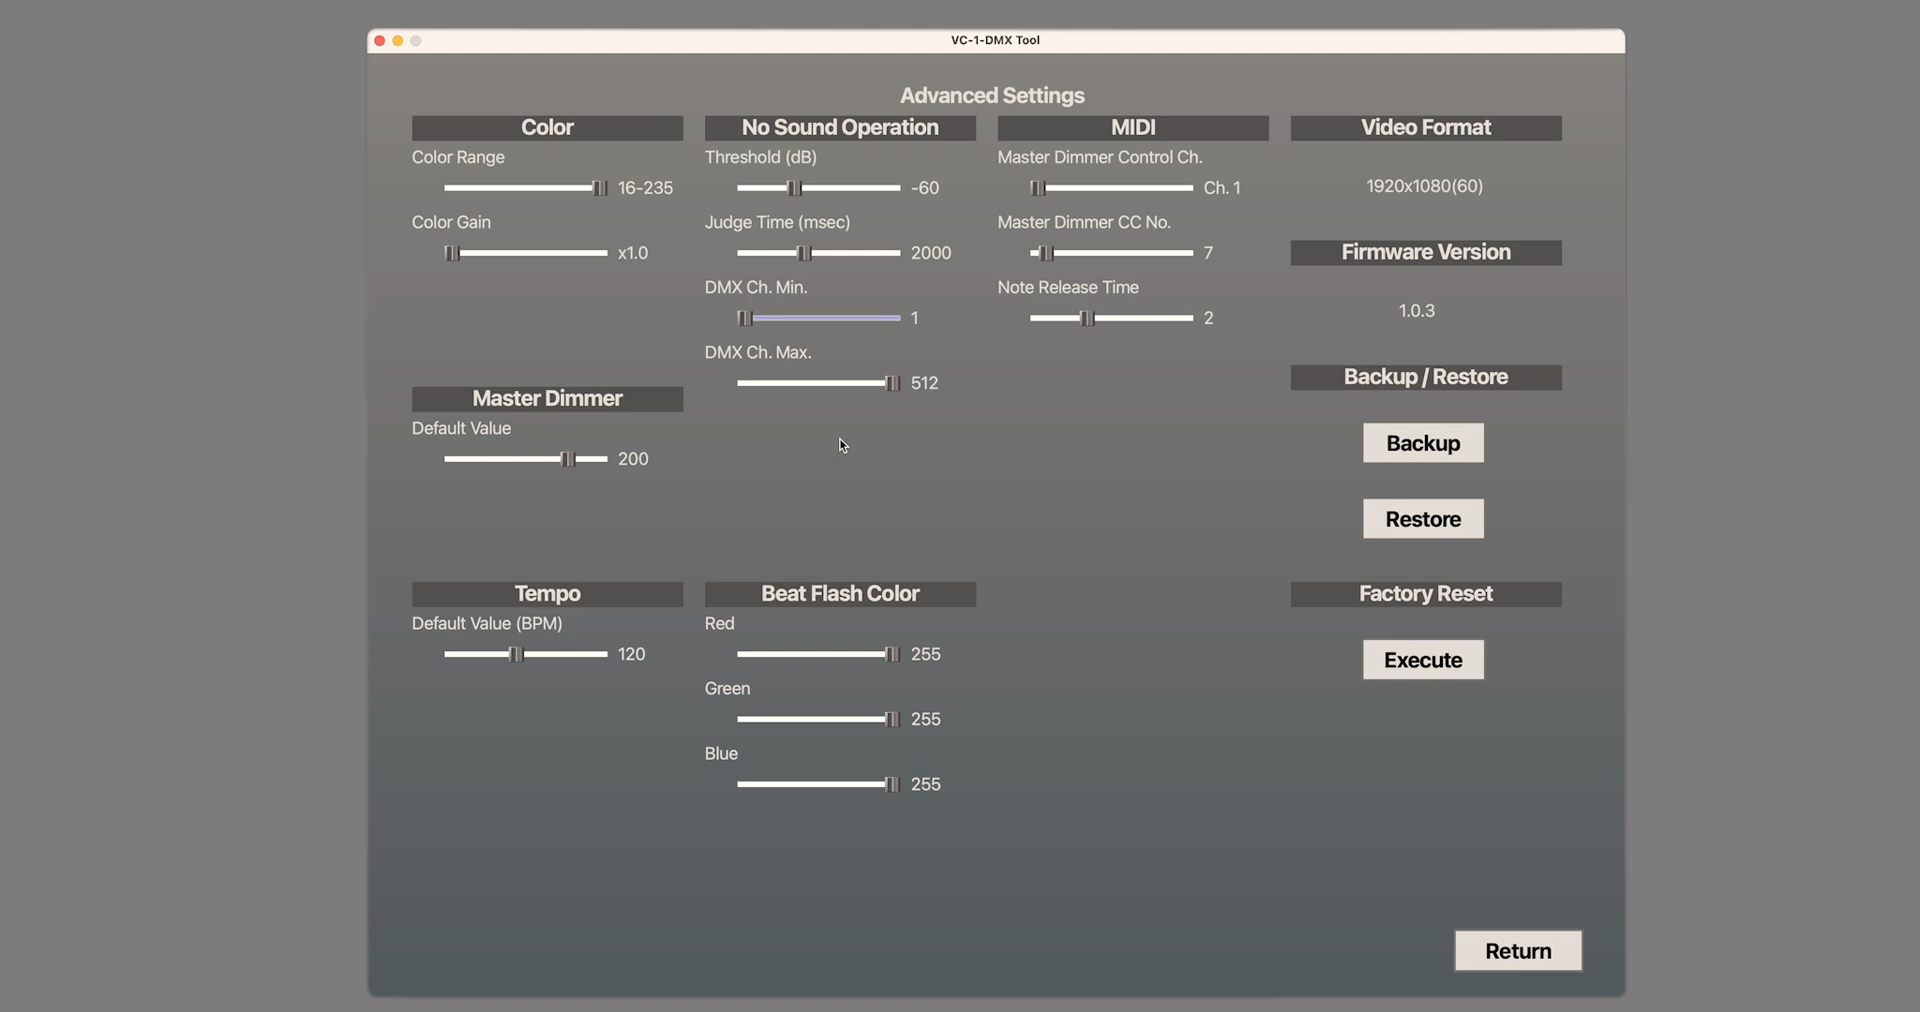 VC-1-DMX Tool
Advanced Settings
Color
Color Range
16-235
Color Gain
x1.0
Master Dimmer
Default Value
200
Tempo
Default Value (BPM)
120
No Sound Operation
Threshold (dB)
-60
Judge Time (msec)
2000
DMX Ch. Min.
1
DMX Ch. Max.
512
Beat Flash Color
Red
255
Green
255
Blue
255
MIDI
Master Dimmer Control Ch.
Ch. 1
Master Dimmer CC No.
7
Note Release Time
2
Video Format
1920x1080(60)
Firmware Version
1.0.3
Backup / Restore
Backup
Restore
Factory Reset
Execute
Return